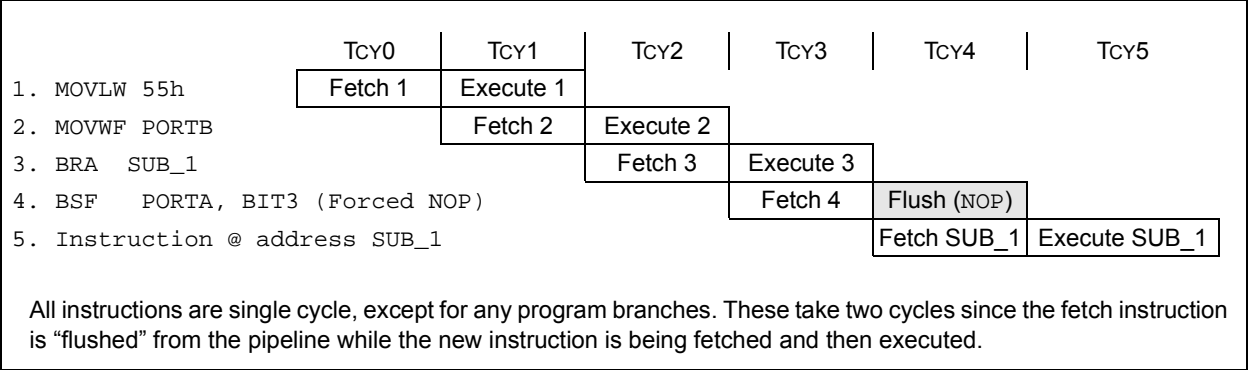 TCY0 TCY1 TCY2 TCY3 TCY4 TCY5
1. MOVLW 55h Fetch 1 Execute 1
2. MOVWF PORTB Fetch 2 Execute 2
3. BRA SUB_1 Fetch 3 Execute 3
4. BSF PORTA, BIT3 (Forced NOP) Fetch 4 Flush (NOP)
5. Instruction @ address SUB_1 Fetch SUB_1 Execute SUB_1
All instructions are single cycle, except for any program branches. These take two cycles since the fetch instruction
is “flushed” from the pipeline while the new instruction is being fetched and then executed.